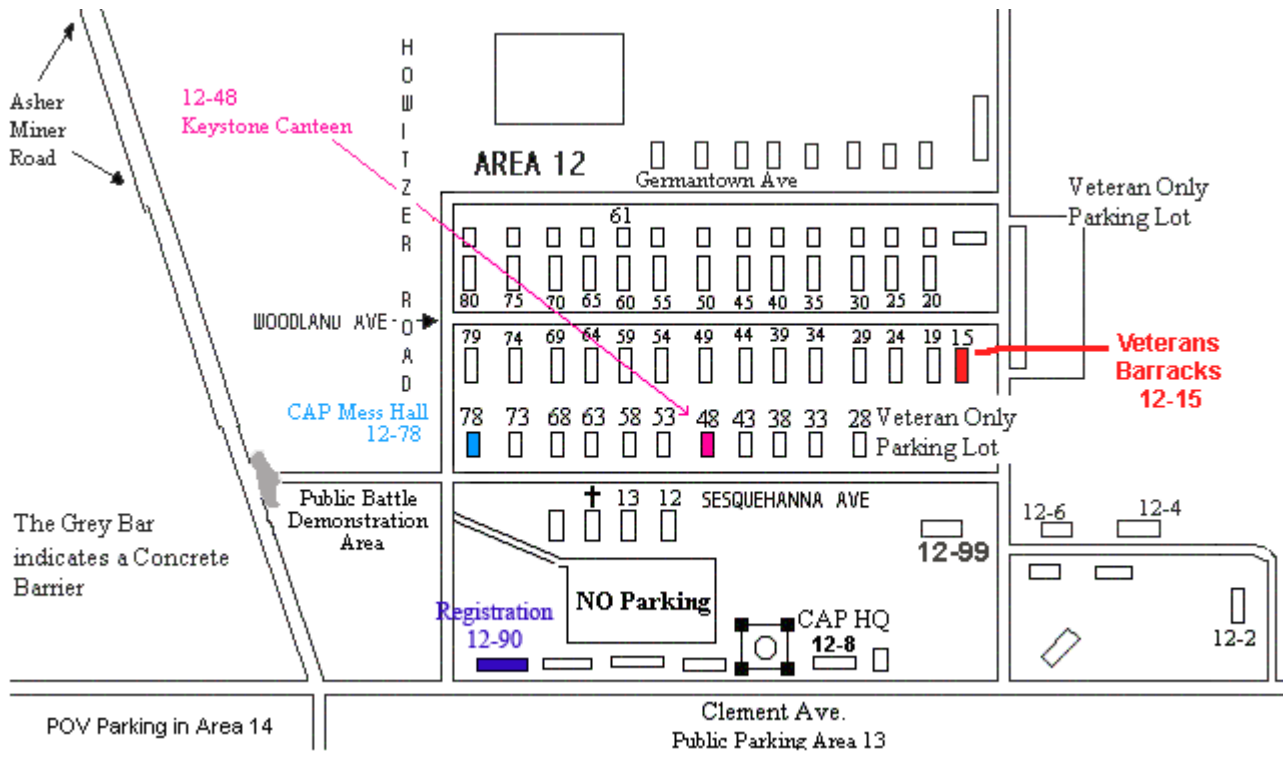 HOWITZER ROAD
Asher
Miner
Road
12-48
Keystone Canteen
AREA 12
Germantown Ave
Veteran Only
Parking Lot
61
80 75 70 65 60 55 50 45 40 35 30 25 20
WOODLAND AVE
79 74 69 64 59 54 49 44 39 34 29 24 19 15
Veterans
Barracks
12-15
CAP Mess Hall
12-78
78 73 68 63 58 53 48 43 38 33 28
Veteran Only
Parking Lot
Public Battle
Demonstration
Area
13 12
SESQUEHANNA AVE
12-99
12-6
12-4
The Grey Bar
indicates a Concrete
Barrier
NO Parking
Registration
12-90
CAP HQ
12-8
12-2
POV Parking in Area 14
Clement Ave.
Public Parking Area 13